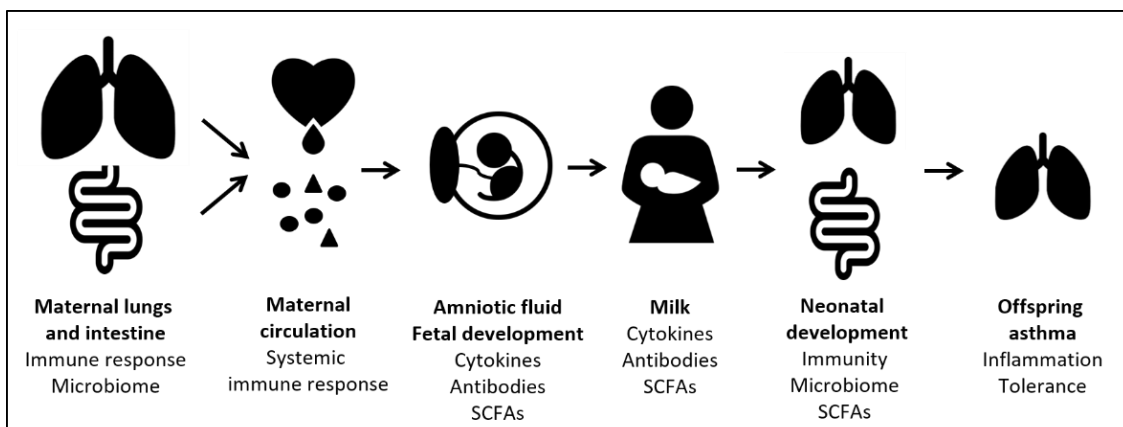 Maternal lungs
and intestine
Immune response
Microbiome
Maternal
circulation
Systemic
immune response
Amniotic fluid
Fetal development
Cytokines
Antibodies
SCFAs
Milk
Cytokines
Antibodies
SCFAs
Neonatal
development
Immunity
Microbiome
SCFAs
Offspring
asthma
Inflammation
Tolerance